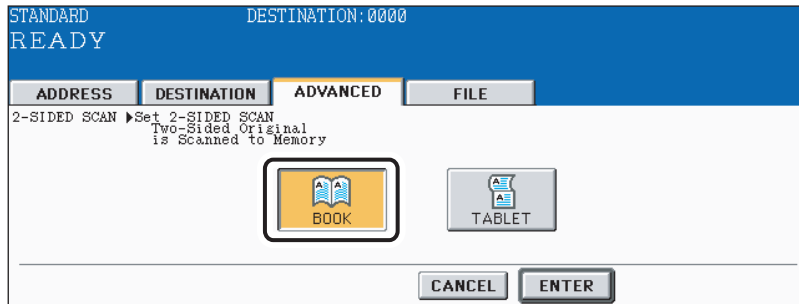 STANDARD DESTINATION:0000
READY
ADDRESS DESTINATION ADVANCED FILE
2-SIDED SCAN ▶Set 2-SIDED SCAN
Two-Sided Original
is Scanned to Memory
BOOK TABLET
CANCEL ENTER